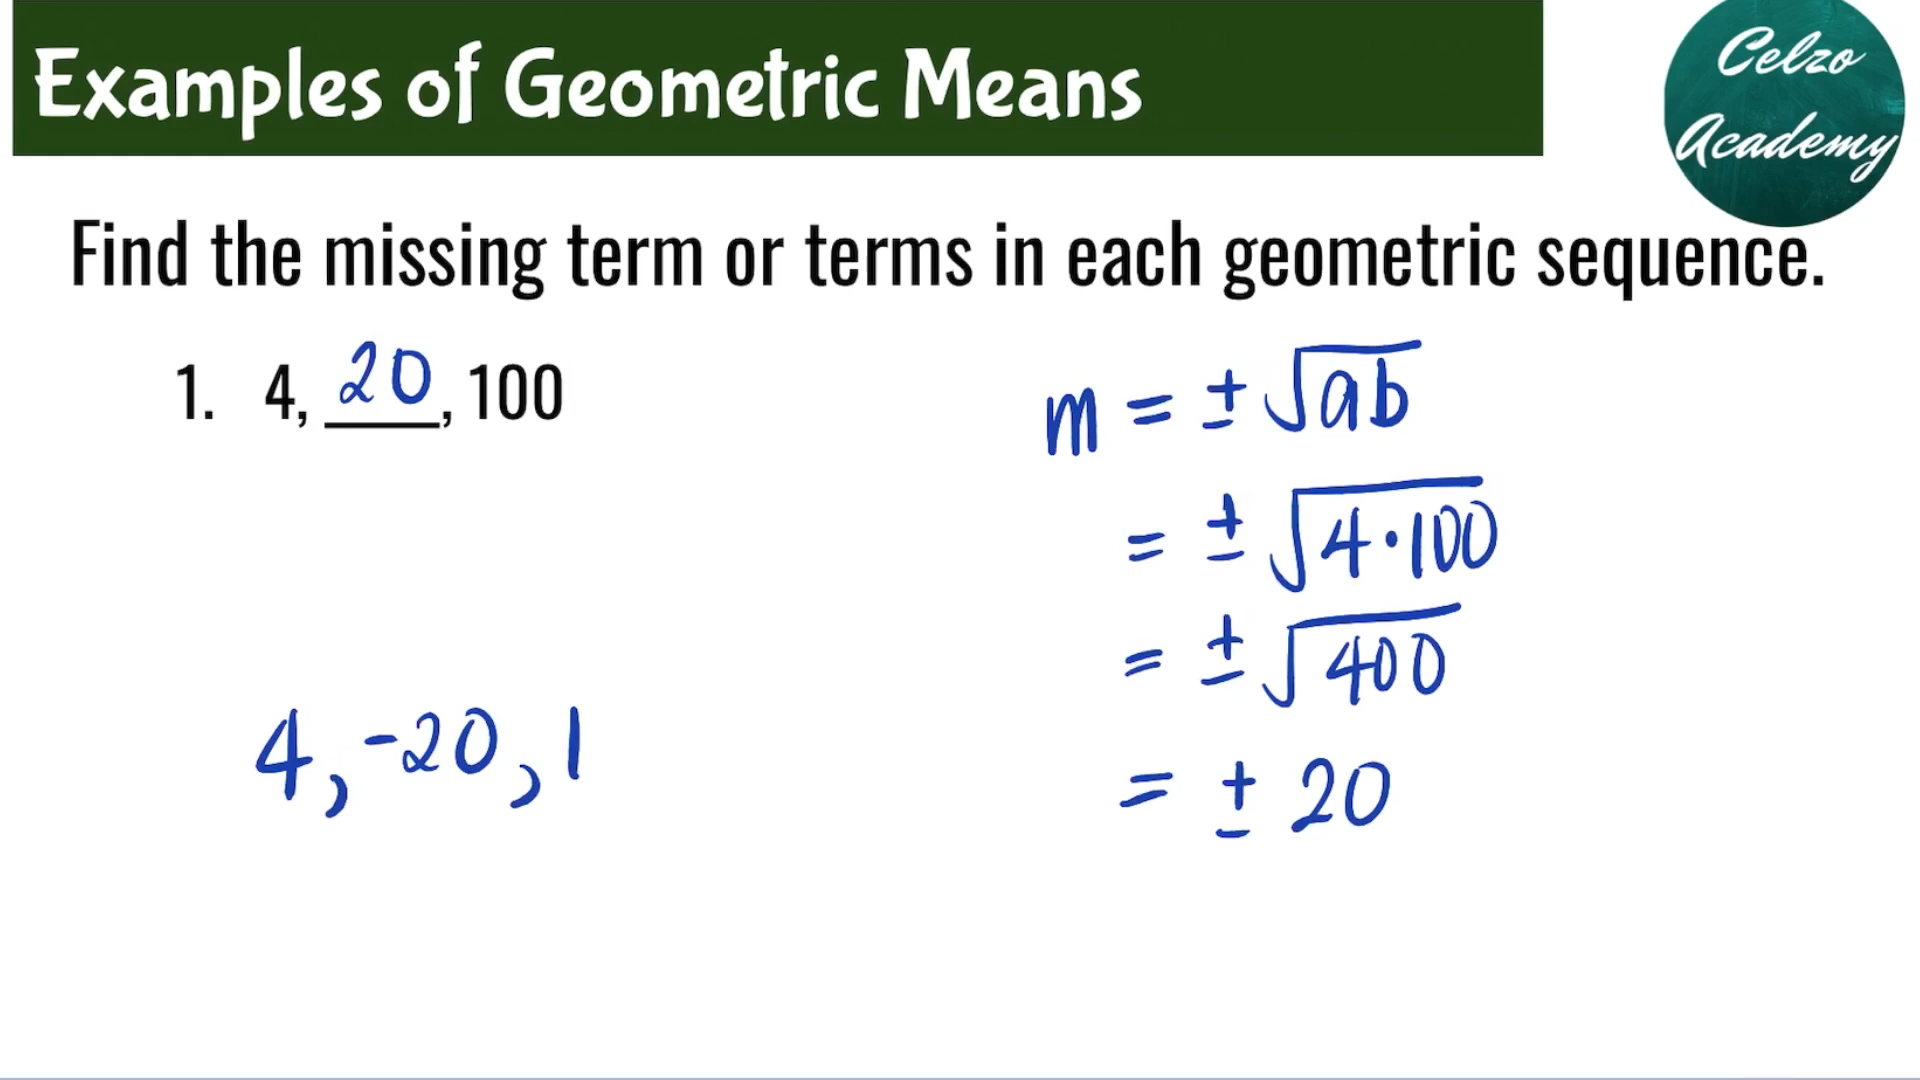 Examples of Geometric Means
Celzo
Academy
Find the missing term or terms in each geometric sequence.
1. 4, 20, 100
m = ± √ab
= ± √4·100
= ± √400
4, -20, 1
= ± 20